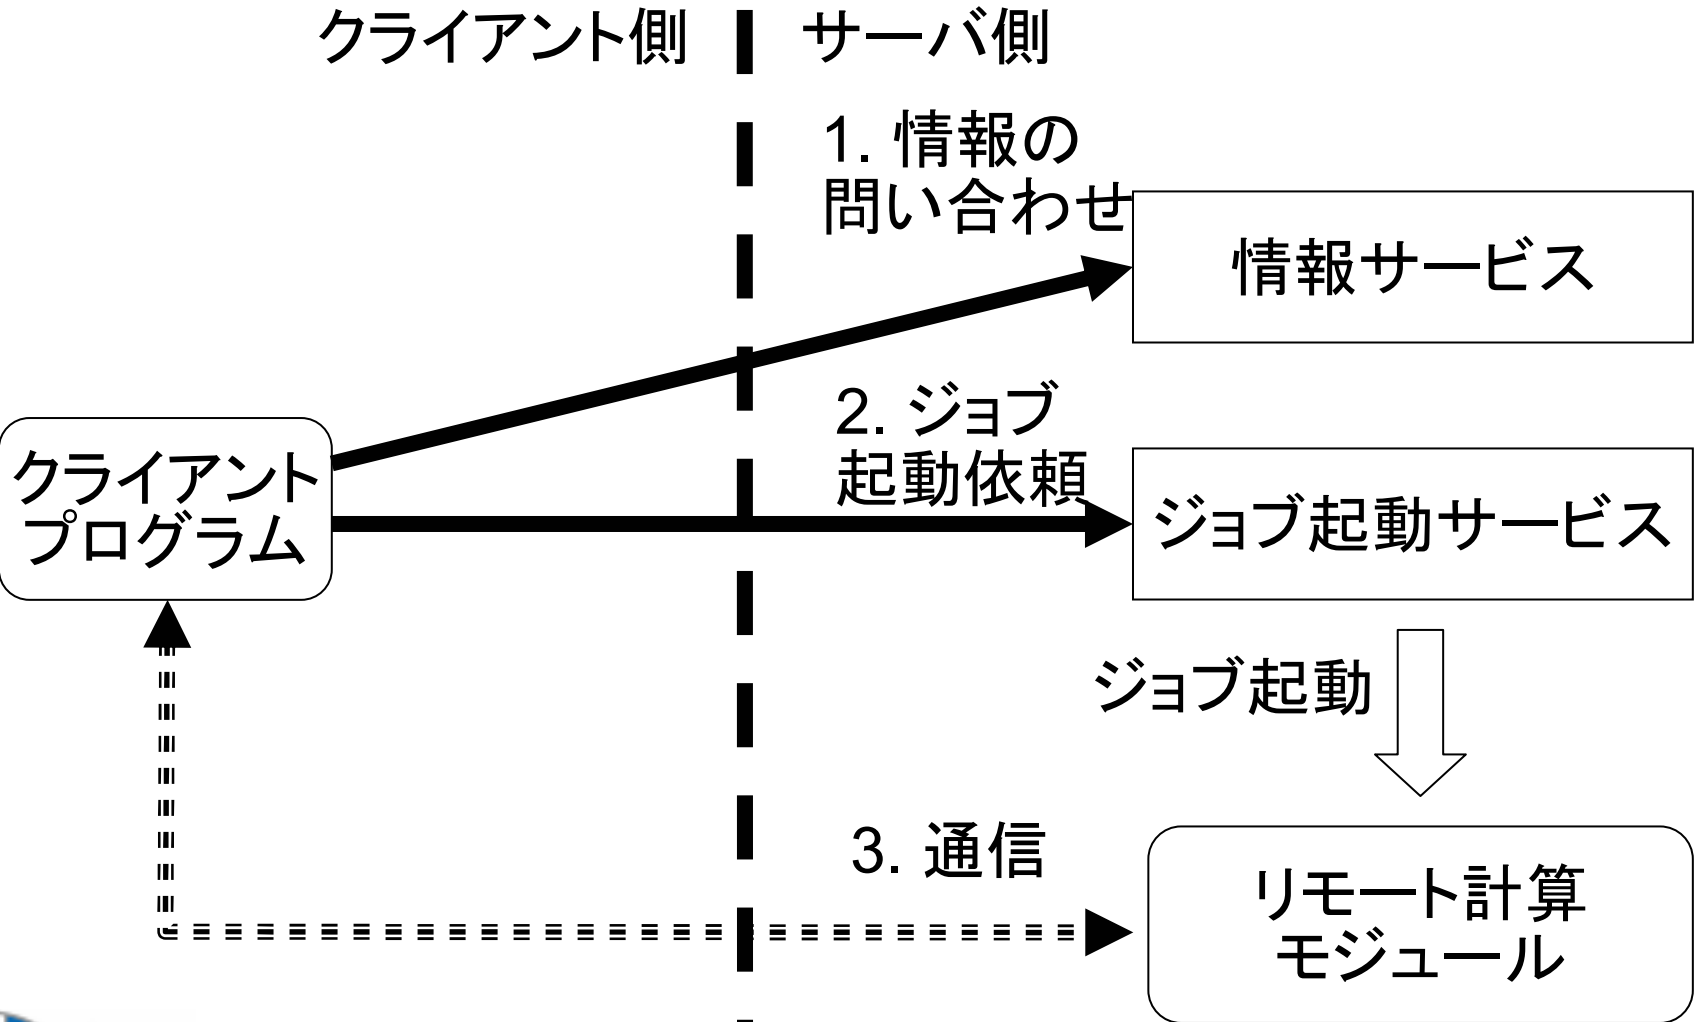 クライアント側
サーバ側
1. 情報の
問い合わせ
情報サービス
2. ジョブ
起動依頼
クライアント
プログラム
ジョブ起動サービス
ジョブ起動
3. 通信
リモート計算
モジュール